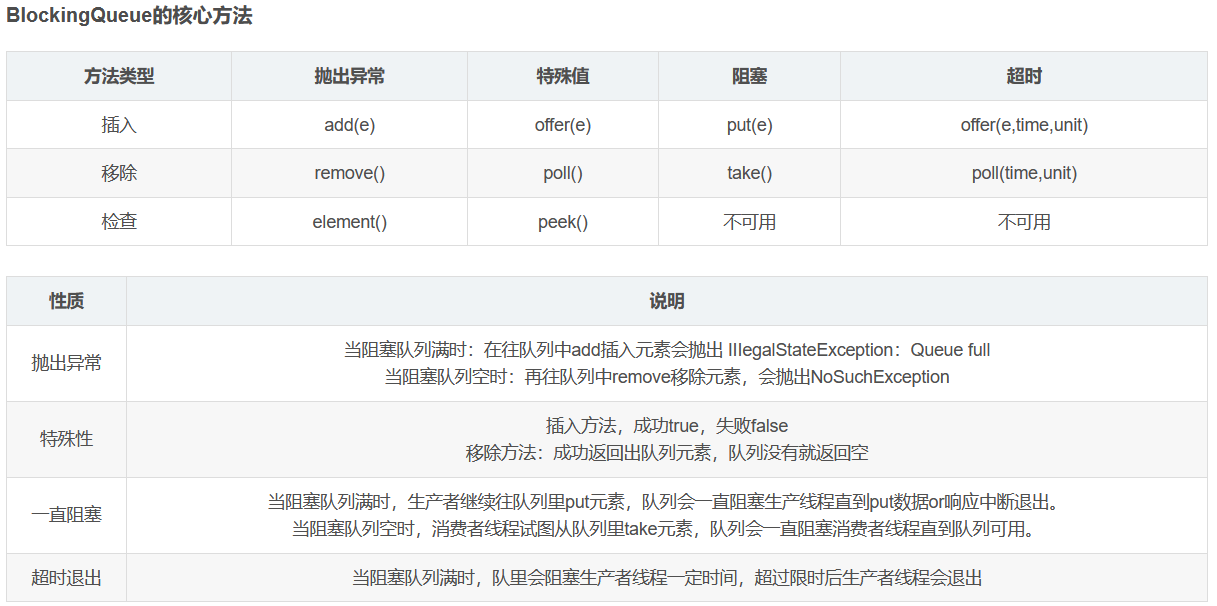 BlockingQueue的核心方法
方法类型 抛出异常 特殊值 阻塞 超时
插入 add(e) offer(e) put(e) offer(e,time,unit)
移除 remove() poll() take() poll(time,unit)
检查 element() peek() 不可用 不可用
性质 说明
抛出异常
当阻塞队列满时：在往队列中add插入元素会抛出 IIIegalStateException：Queue full
当阻塞队列空时：再往队列中remove移除元素，会抛出NoSuchException
特殊性
插入方法，成功true，失败false
移除方法：成功返回出队列元素，队列没有就返回空
一直阻塞
当阻塞队列满时，生产者继续往队列里put元素，队列会一直阻塞生产线程直到put数据or响应中断退出。
当阻塞队列空时，消费者线程试图从队列里take元素，队列会一直阻塞消费者线程直到队列可用。
超时退出 当阻塞队列满时，队里会阻塞生产者线程一定时间，超过限时后生产者线程会退出